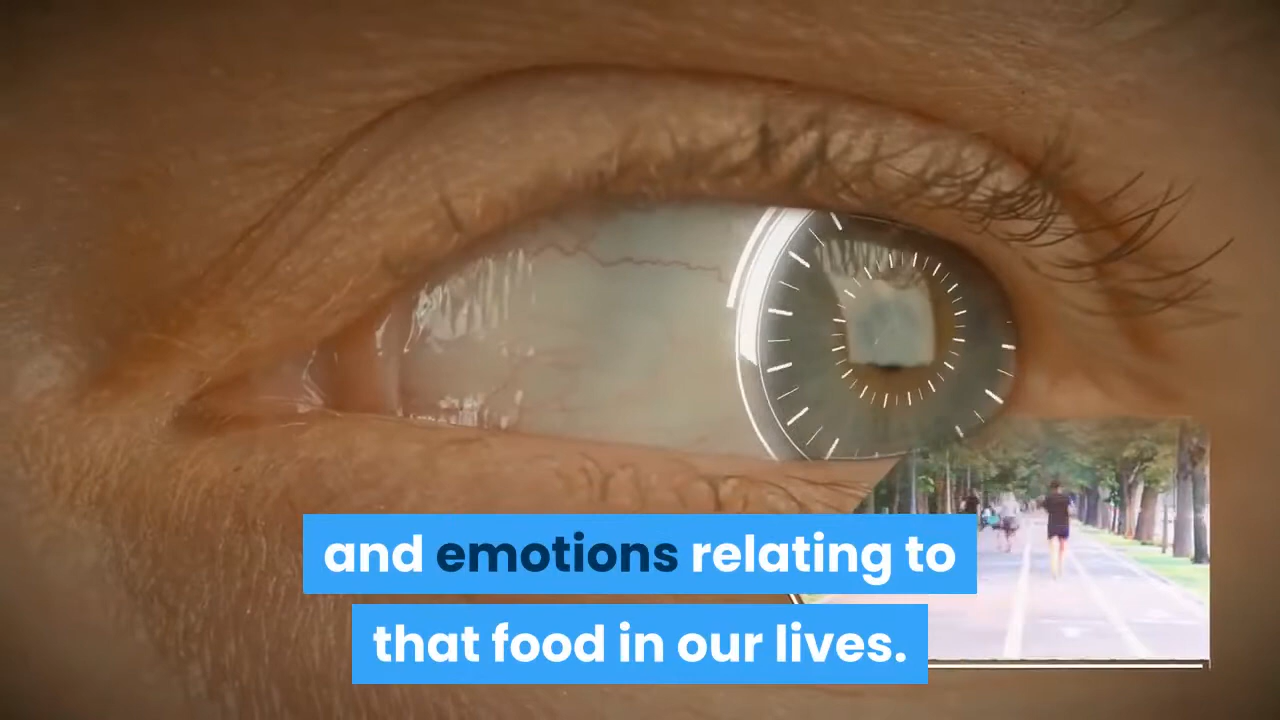 and emotions relating to
that food in our lives.